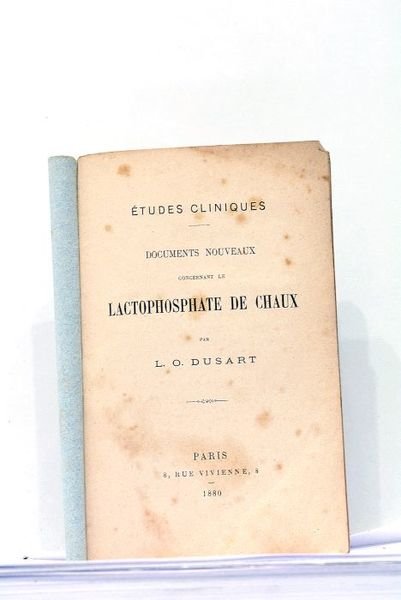 ÉTUDES CLINIQUES
DOCUMENTS NOUVEAUX
CONCERNANT LE
LACTOPHOSPHATE DE CHAUX
PAR
L. O. DUSART
PARIS
8, RUE VIVIENNE, 8
1880